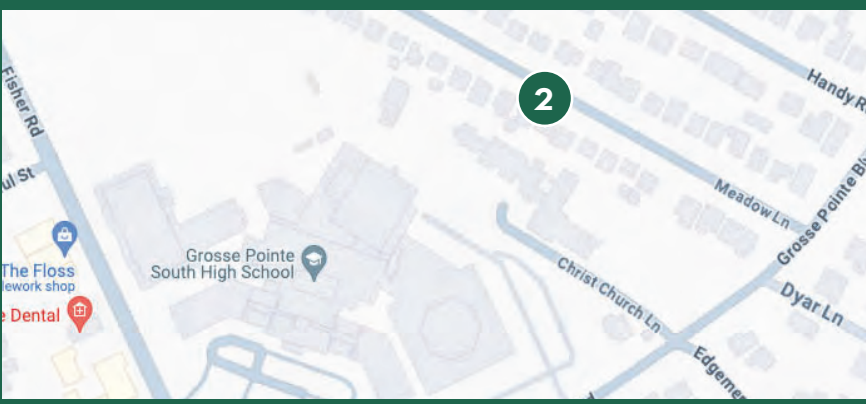 Fisher Rd
ul St
The Floss
lework shop
e Dental
Grosse Pointe
South High School
2
Handy R
Meadow Ln
Grosse Pointe Bl
Christ Church Ln
Dyar Ln
Edgemer